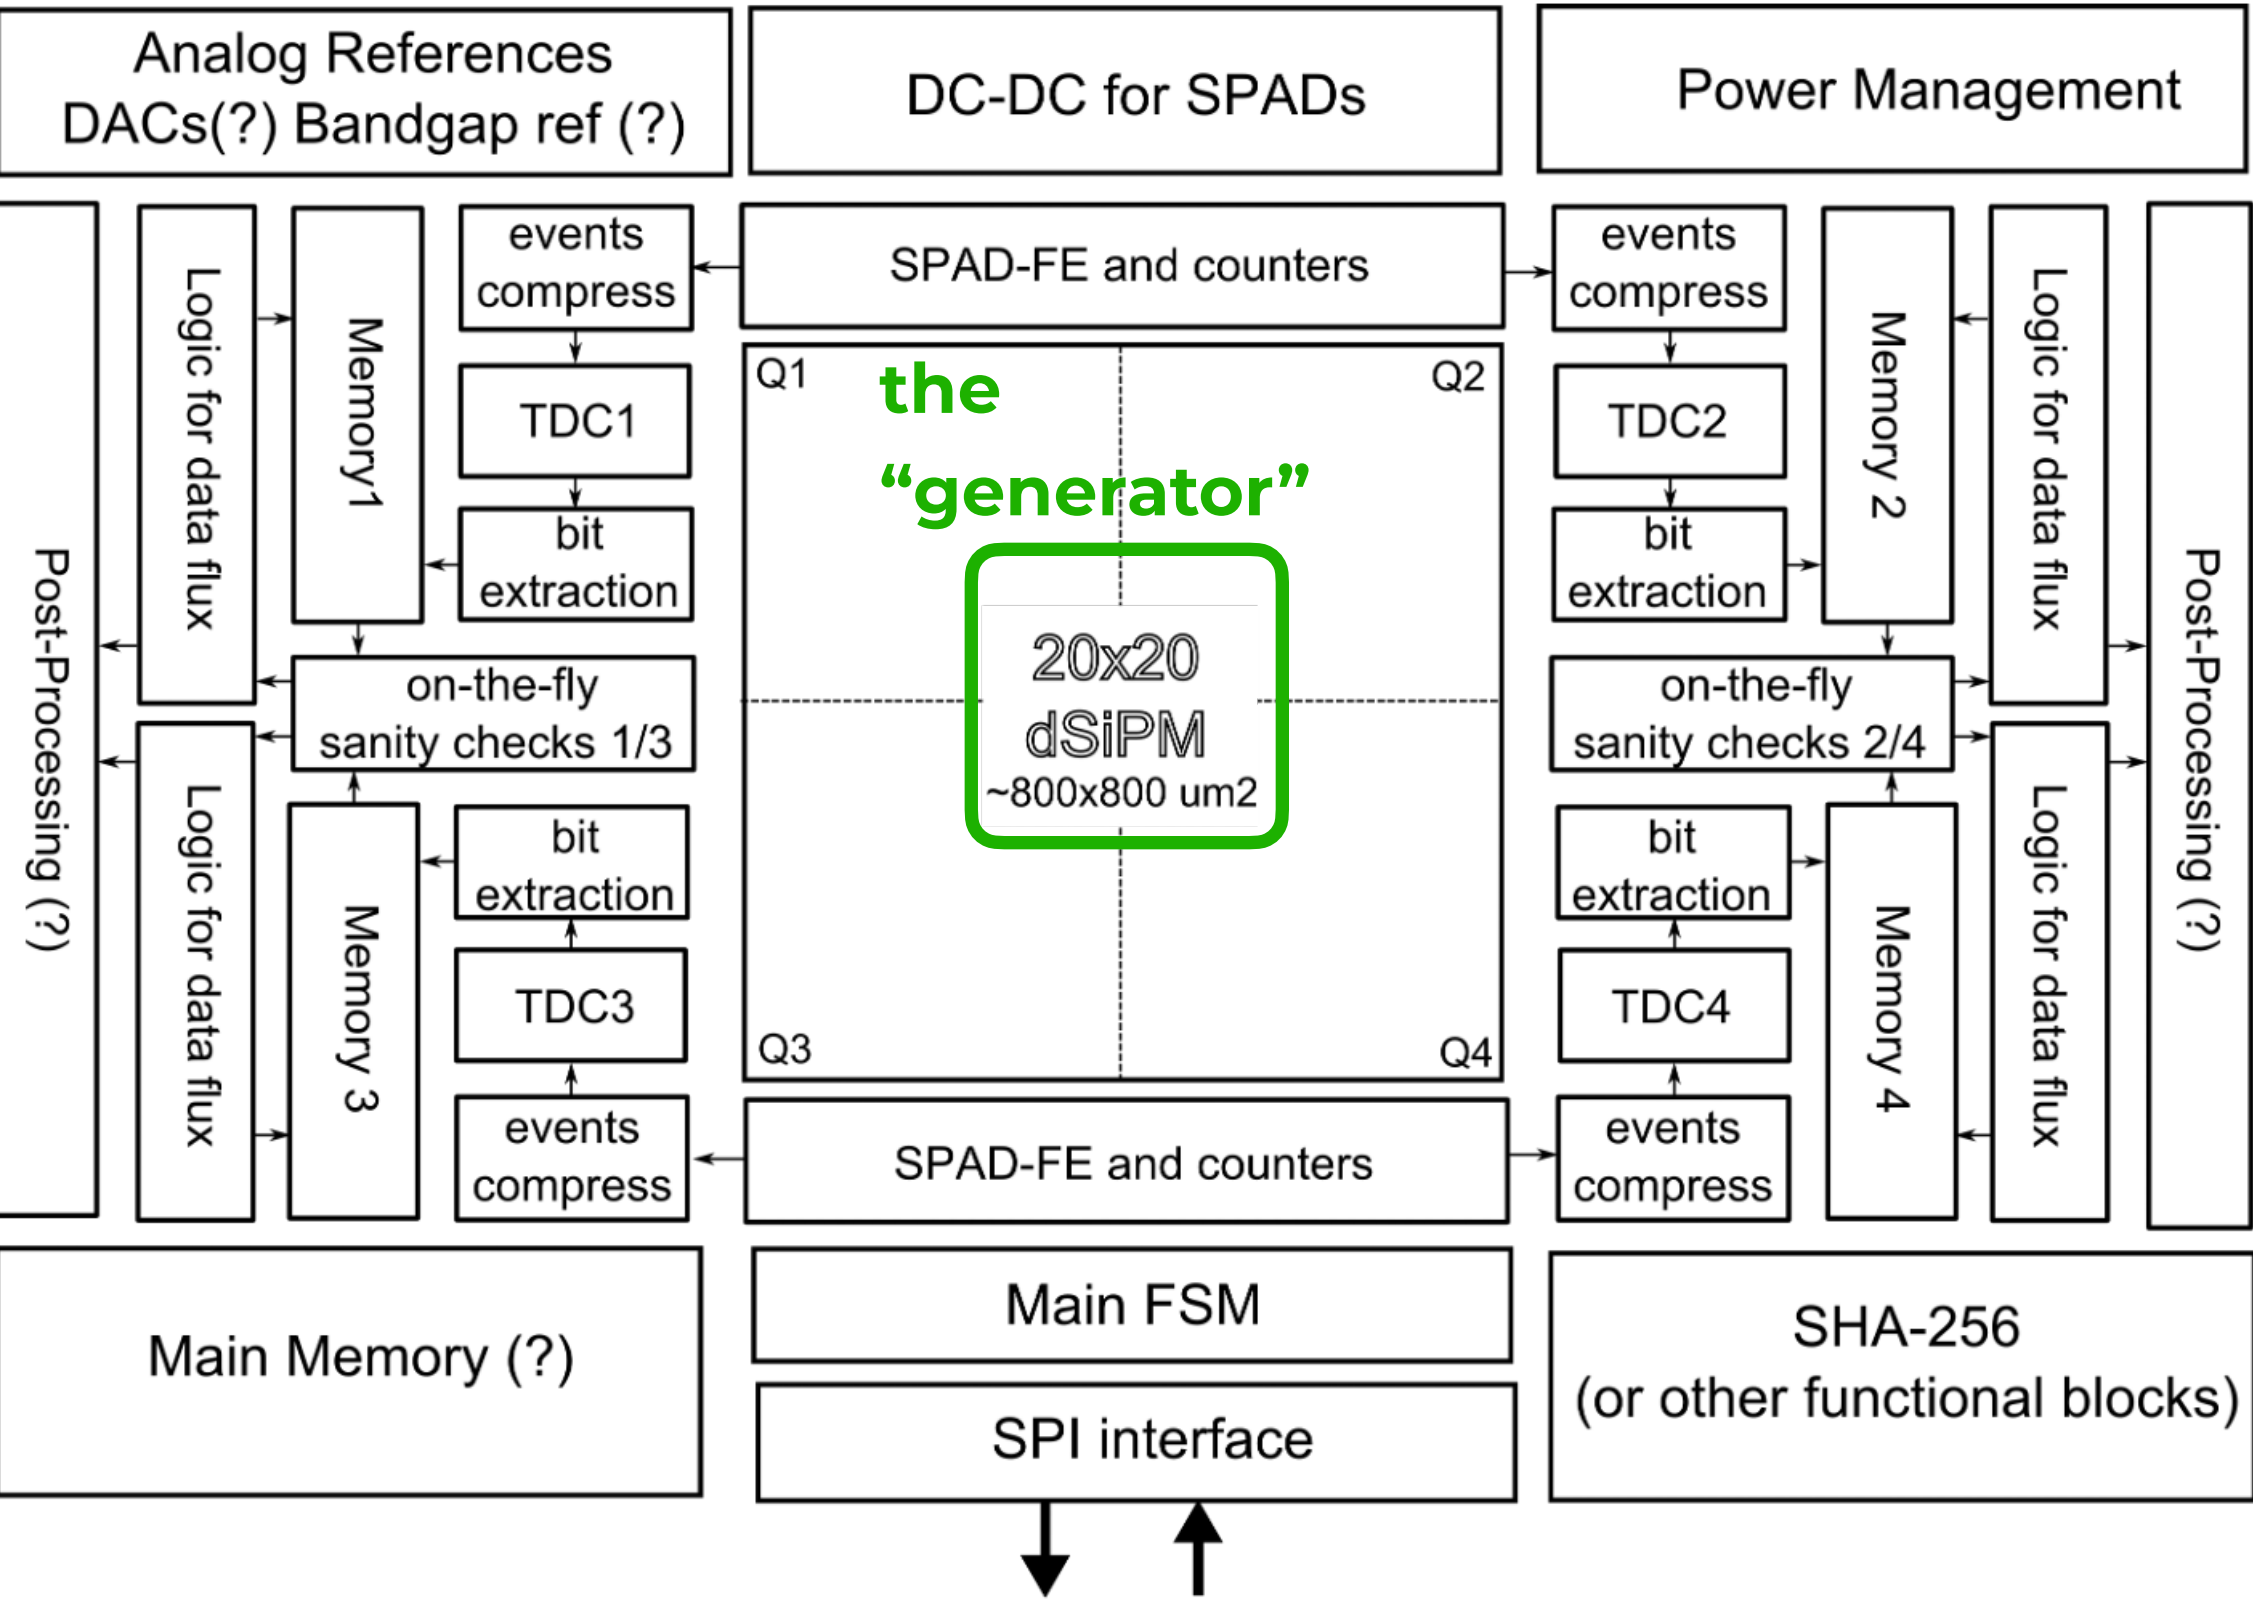 Analog References
DACs(?) Bandgap ref (?)
DC-DC for SPADs
Power Management
Post-Processing (?)
Logic for data flux
Memory1
events
compress
TDC1
bit
extraction
on-the-fly
sanity checks 1/3
Logic for data flux
Memory 3
bit
extraction
TDC3
events
compress
SPAD-FE and counters
Q1
the
Q2
“generator”
20x20
dSiPM
~800x800 um2
Q3
Q4
SPAD-FE and counters
events
compress
TDC2
bit
extraction
Memory 2
Logic for data flux
on-the-fly
sanity checks 2/4
bit
extraction
TDC4
events
compress
Memory 4
Logic for data flux
Post-Processing (?)
Main Memory (?)
Main FSM
SPI interface
SHA-256
(or other functional blocks)